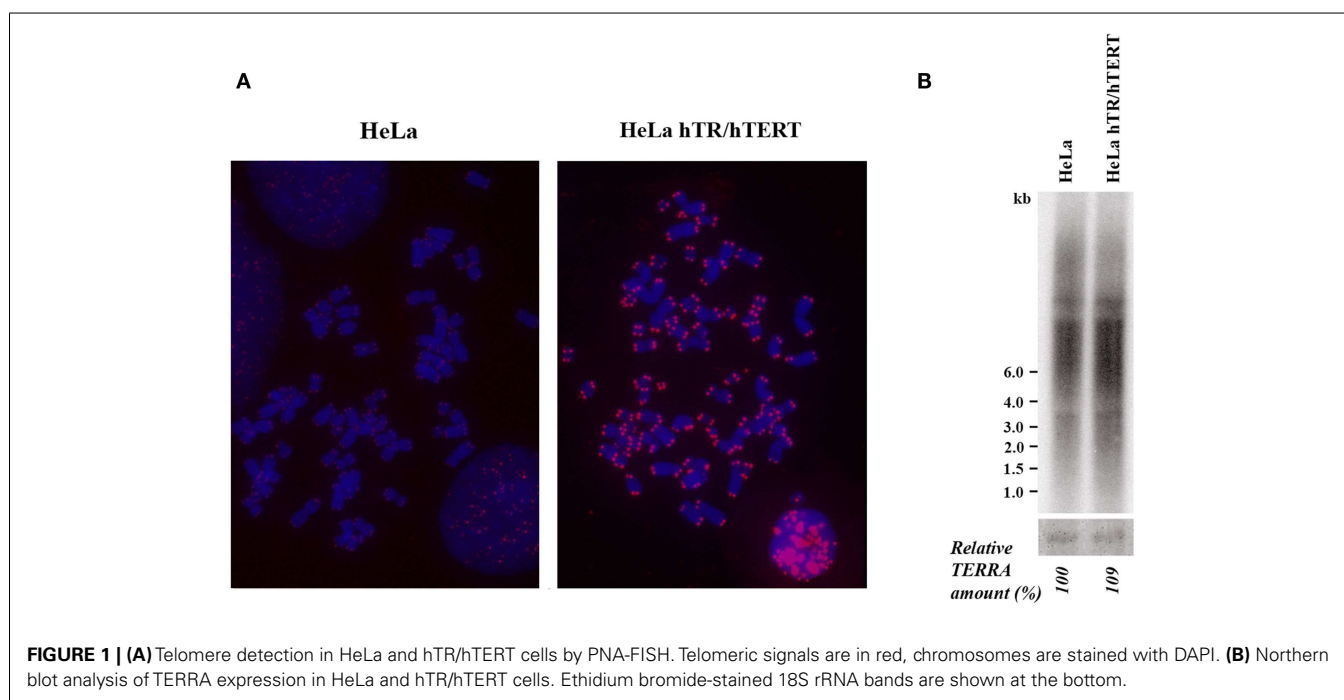 A
HeLa
HeLa hTR/hTERT
B
HeLa
HeLa hTR/hTERT
kb
6.0
4.0
3.0
2.0
1.5
1.0
Relative
TERRA
amount (%)
100
109
FIGURE 1 | (A) Telomere detection in HeLa and hTR/hTERT cells by PNA-FISH. Telomeric signals are in red, chromosomes are stained with DAPI. (B) Northern
blot analysis of TERRA expression in HeLa and hTR/hTERT cells. Ethidium bromide-stained 18S rRNA bands are shown at the bottom.